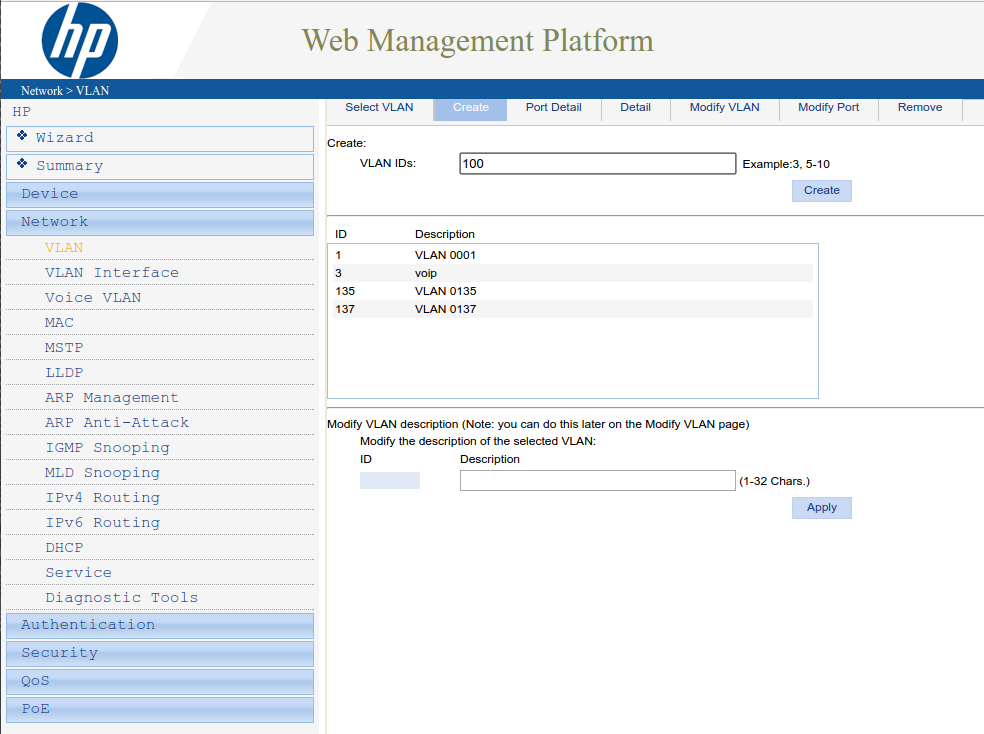 hp
Web Management Platform
Network > VLAN
HP
Wizard
Summary
Device
Network
VLAN
VLAN Interface
Voice VLAN
MAC
MSTP
LLDP
ARP Management
ARP Anti-Attack
IGMP Snooping
MLD Snooping
IPv4 Routing
IPv6 Routing
DHCP
Service
Diagnostic Tools
Authentication
Security
QoS
PoE
Select VLAN Create Port Detail Detail Modify VLAN Modify Port Remove
Create:
VLAN IDs: 100 Example:3, 5-10
Create
ID Description
1 VLAN 0001
3 voip
135 VLAN 0135
137 VLAN 0137
Modify VLAN description (Note: you can do this later on the Modify VLAN page)
Modify the description of the selected VLAN:
ID Description
(1-32 Chars.)
Apply